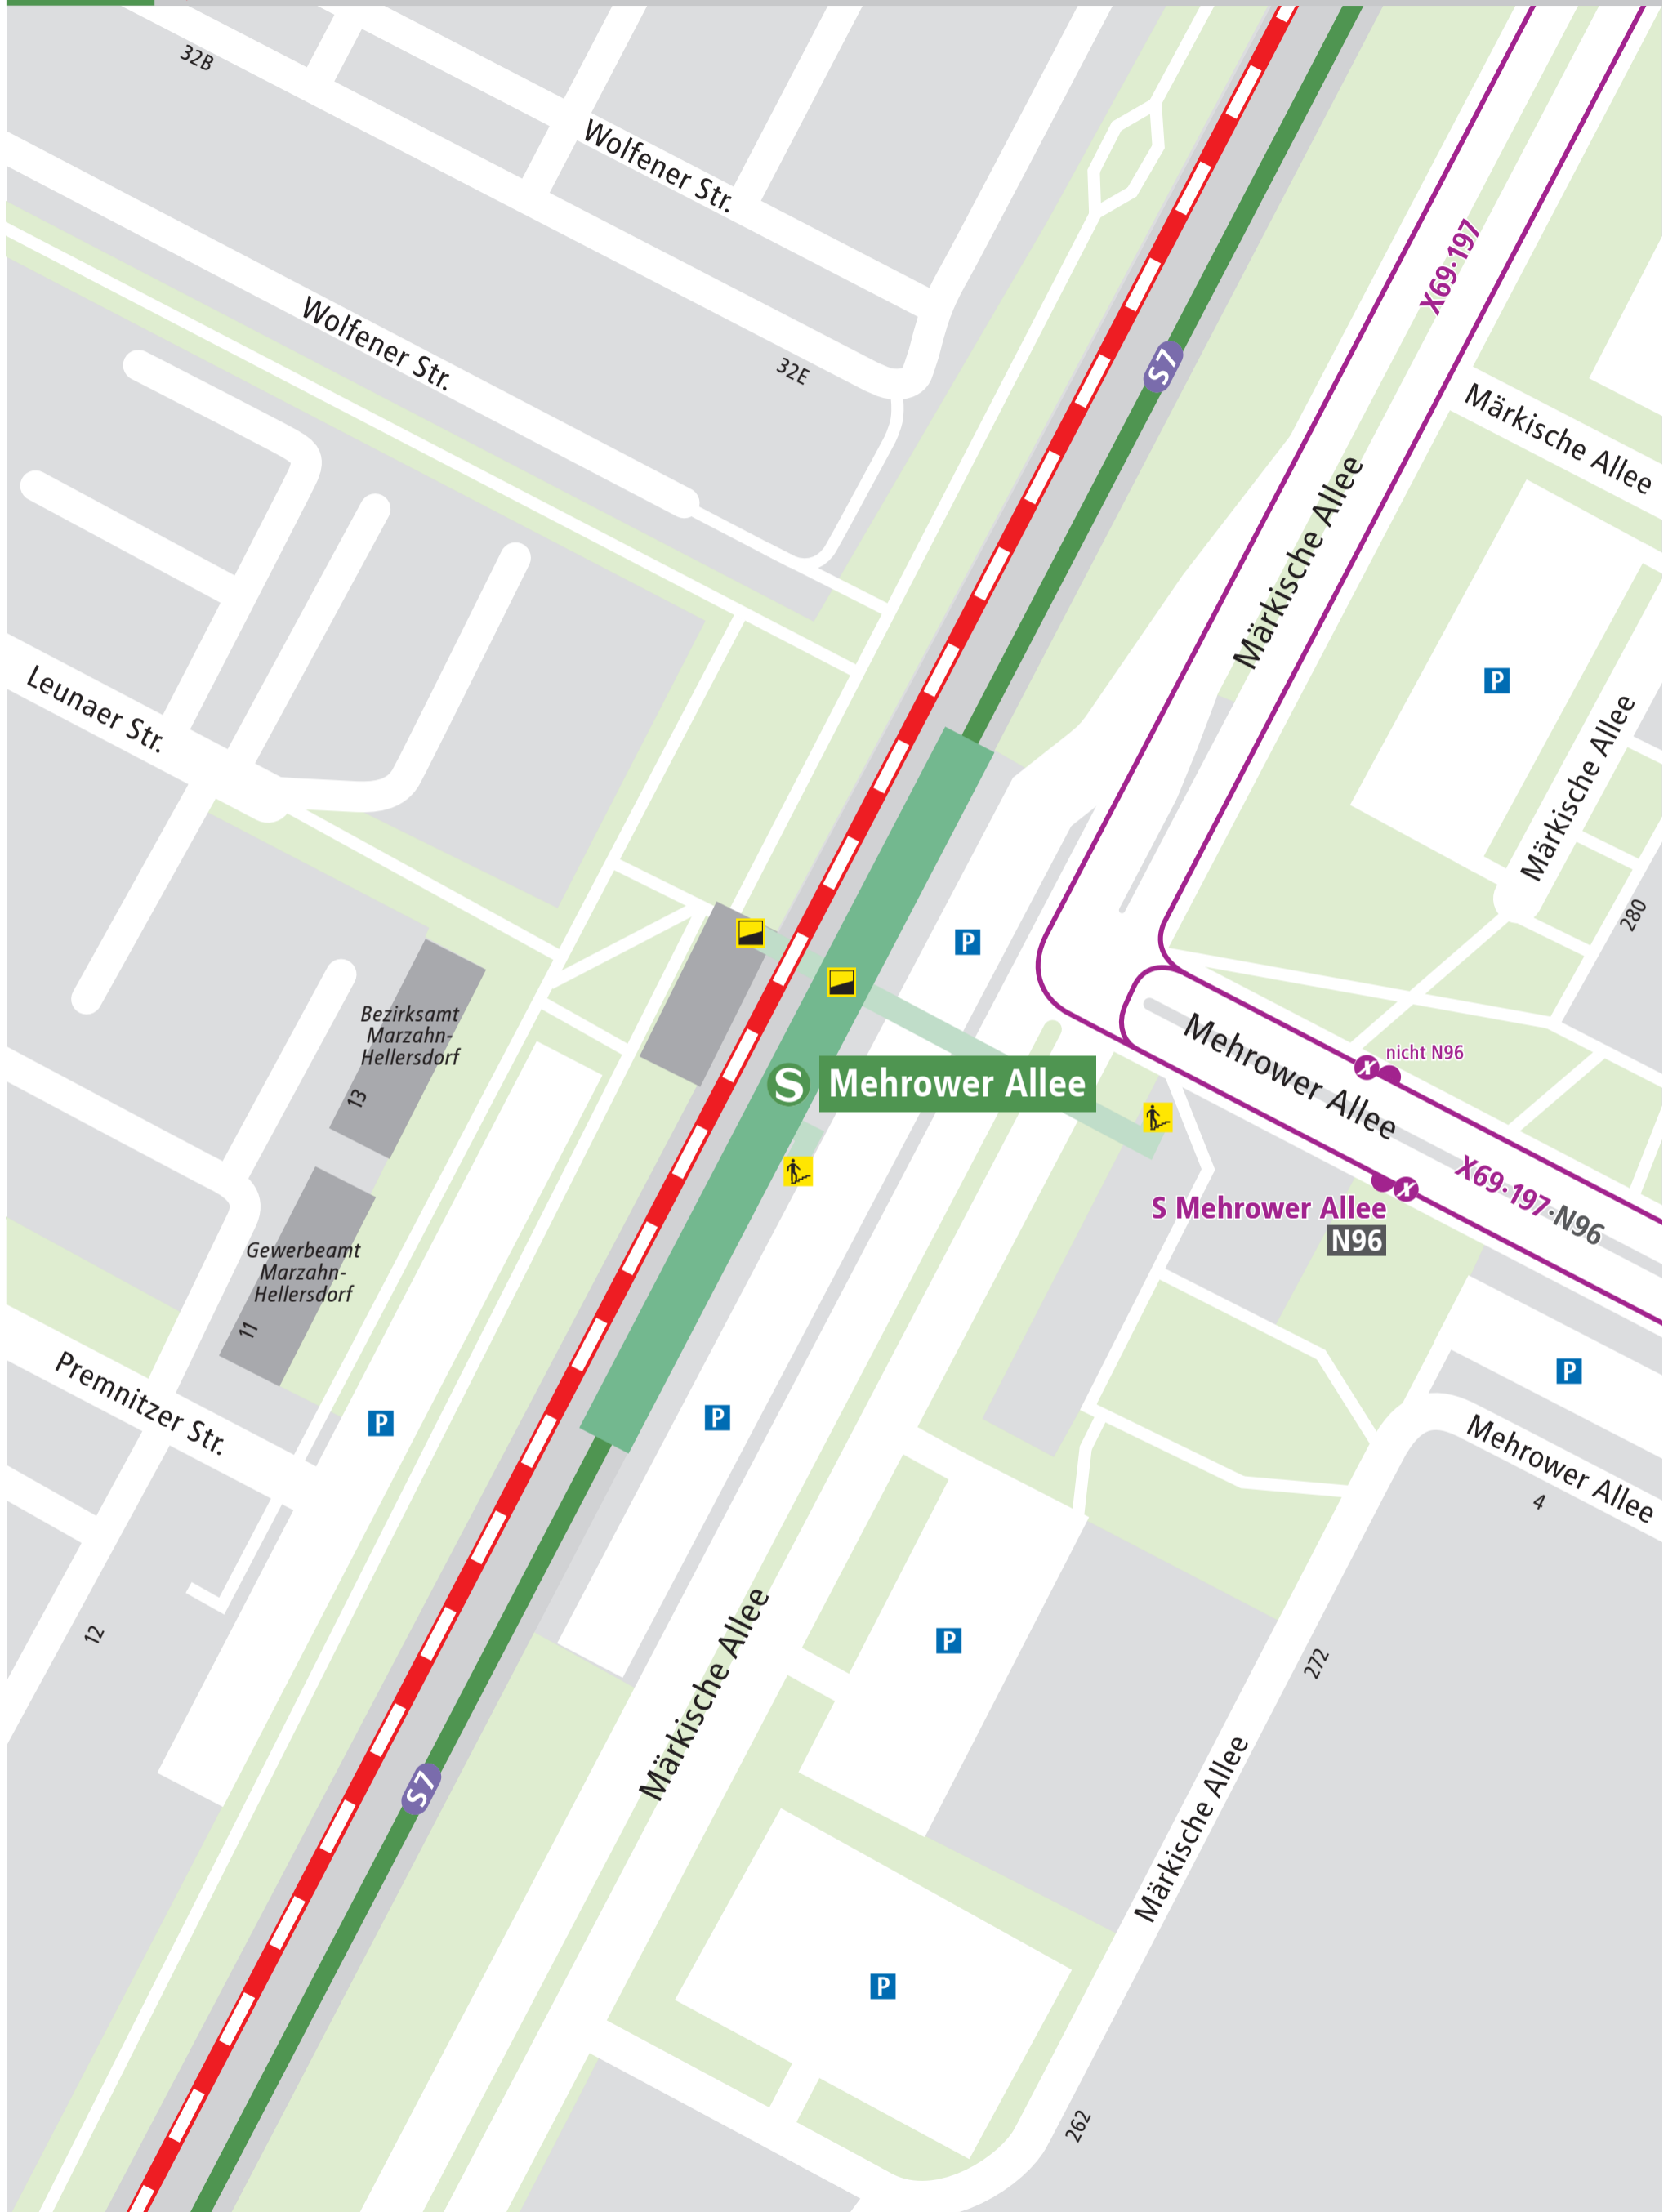 32B
Wolfener Str.
X69·197
Wolfener Str.
32E
S7
Märkische Allee
Märkische Allee
P
Leunaer Str.
Märkische Allee
280
P
Bezirksamt
Marzahn-
Hellersdorf
13
Mehrower Allee
X
nicht N96
S
Mehrower Allee
X69·197·N96
X
S Mehrower Allee
N96
Gewerbeamt
Marzahn-
Hellersdorf
11
Premnitzer Str.
P
P
P
Mehrower Allee
4
12
P
272
Märkische Allee
S7
Märkische Allee
P
262